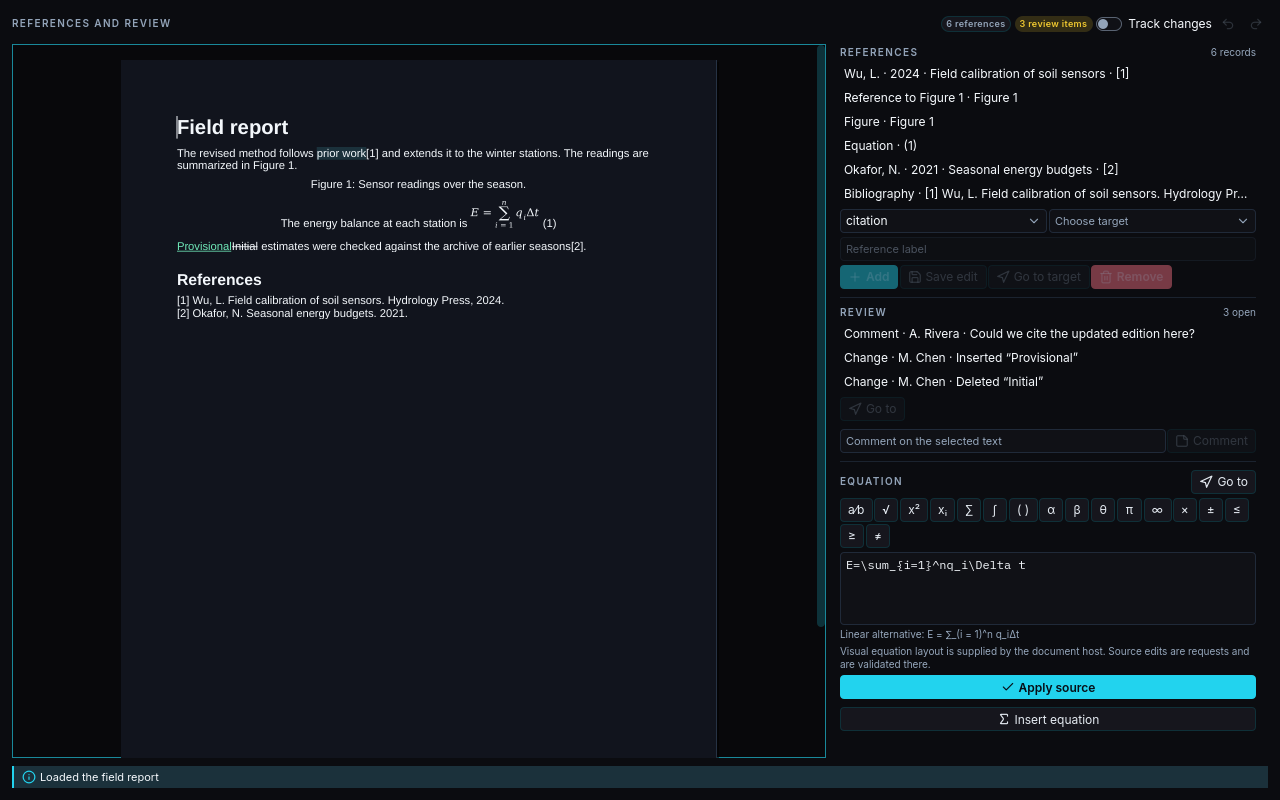 REFERENCES AND REVIEW
6 references
3 review items
Track changes
Field report
The revised method follows prior work[1] and extends it to the winter stations. The readings are
summarized in Figure 1.
Figure 1: Sensor readings over the season.
The energy balance at each station is E = ∑_{i=1}^{n} q_iΔt (1)
ProvisionalInitial estimates were checked against the archive of earlier seasons[2].
References
[1] Wu, L. Field calibration of soil sensors. Hydrology Press, 2024.
[2] Okafor, N. Seasonal energy budgets. 2021.
REFERENCES
6 records
Wu, L. · 2024 · Field calibration of soil sensors · [1]
Reference to Figure 1 · Figure 1
Figure · Figure 1
Equation · (1)
Okafor, N. · 2021 · Seasonal energy budgets · [2]
Bibliography · [1] Wu, L. Field calibration of soil sensors. Hydrology Pr...
citation
Choose target
Reference label
Add
Save edit
Go to target
Remove
REVIEW
3 open
Comment · A. Rivera · Could we cite the updated edition here?
Change · M. Chen · Inserted “Provisional”
Change · M. Chen · Deleted “Initial”
Go to
Comment on the selected text
Comment
EQUATION
Go to
a⁄b √ x² xᵢ ∑ ∫ ( ) α β θ π ∞ × ± ≤
≥ ≠
E=\sum_{i=1}^nq_i\Delta t
Linear alternative: E = ∑_(i = 1)^n q_iΔt
Visual equation layout is supplied by the document host. Source edits are requests and
are validated there.
Apply source
Insert equation
Loaded the field report